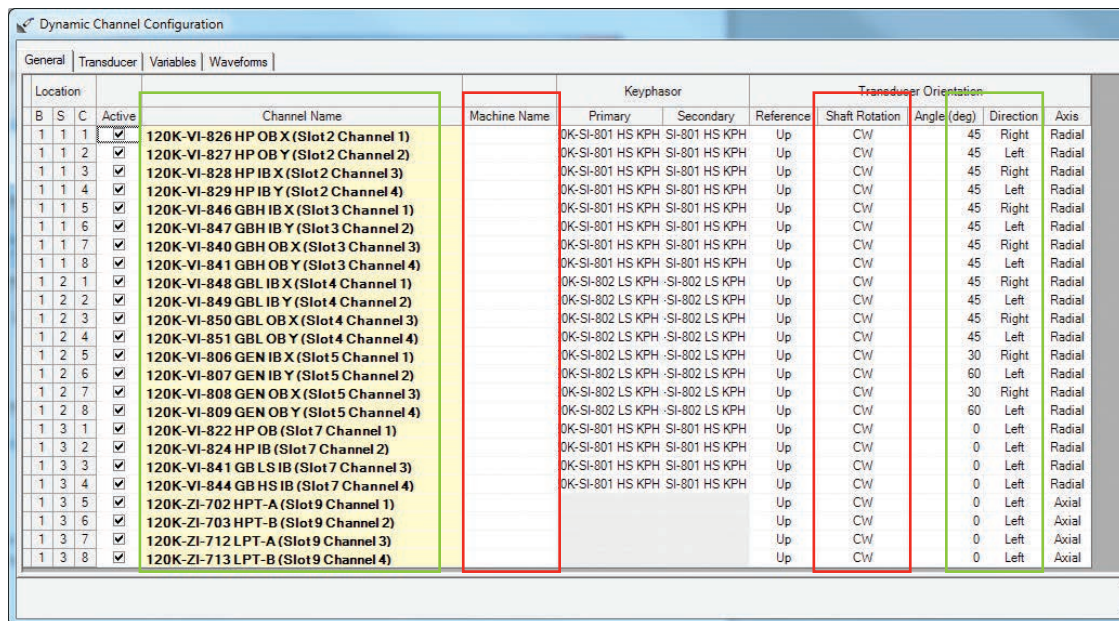 Dynamic Channel Configuration
General Transducer Variables Waveforms
Location Keyphasor Transducer Orientation
B S C Active Channel Name Machine Name Primary Secondary Reference Shaft Rotation Angle (deg) Direction Axis
1 1 1 120K-VI-826 HP OB X (Slot 2 Channel 1) 0K-SI-801 HS KPH SI-801 HS KPH Up CW 45 Right Radial
1 1 2 120K-VI-827 HP OB Y (Slot 2 Channel 2) 0K-SI-801 HS KPH SI-801 HS KPH Up CW 45 Left Radial
1 1 3 120K-VI-828 HP IB X (Slot 2 Channel 3) 0K-SI-801 HS KPH SI-801 HS KPH Up CW 45 Right Radial
1 1 4 120K-VI-829 HP IB Y (Slot 2 Channel 4) 0K-SI-801 HS KPH SI-801 HS KPH Up CW 45 Left Radial
1 1 5 120K-VI-846 GBH IB X (Slot 3 Channel 1) 0K-SI-801 HS KPH SI-801 HS KPH Up CW 45 Right Radial
1 1 6 120K-VI-847 GBH IB Y (Slot 3 Channel 2) 0K-SI-801 HS KPH SI-801 HS KPH Up CW 45 Left Radial
1 1 7 120K-VI-840 GBH OB X (Slot 3 Channel 3) 0K-SI-801 HS KPH SI-801 HS KPH Up CW 45 Right Radial
1 1 8 120K-VI-841 GBH OB Y (Slot 3 Channel 4) 0K-SI-801 HS KPH SI-801 HS KPH Up CW 45 Left Radial
1 2 1 120K-VI-848 GBL IB X (Slot 4 Channel 1) 0K-SI-802 LS KPH -SI-802 LS KPH Up CW 45 Right Radial
1 2 2 120K-VI-849 GBL IB Y (Slot 4 Channel 2) 0K-SI-802 LS KPH -SI-802 LS KPH Up CW 45 Left Radial
1 2 3 120K-VI-850 GBL OB X (Slot 4 Channel 3) 0K-SI-802 LS KPH -SI-802 LS KPH Up CW 45 Right Radial
1 2 4 120K-VI-851 GBL OB Y (Slot 4 Channel 4) 0K-SI-802 LS KPH -SI-802 LS KPH Up CW 45 Left Radial
1 2 5 120K-VI-806 GEN IB X (Slot 5 Channel 1) 0K-SI-802 LS KPH -SI-802 LS KPH Up CW 30 Right Radial
1 2 6 120K-VI-807 GEN IB Y (Slot 5 Channel 2) 0K-SI-802 LS KPH -SI-802 LS KPH Up CW 60 Left Radial
1 2 7 120K-VI-808 GEN OB X (Slot 5 Channel 3) 0K-SI-802 LS KPH -SI-802 LS KPH Up CW 30 Right Radial
1 2 8 120K-VI-809 GEN OB Y (Slot 5 Channel 4) 0K-SI-802 LS KPH -SI-802 LS KPH Up CW 60 Left Radial
1 3 1 120K-VI-822 HP OB (Slot 7 Channel 1) 0K-SI-801 HS KPH SI-801 HS KPH Up CW 0 Left Radial
1 3 2 120K-VI-824 HP IB (Slot 7 Channel 2) 0K-SI-801 HS KPH SI-801 HS KPH Up CW 0 Left Radial
1 3 3 120K-VI-841 GB LS IB (Slot 7 Channel 3) 0K-SI-802 LS KPH -SI-802 LS KPH Up CW 0 Left Radial
1 3 4 120K-VI-844 GB HS IB (Slot 7 Channel 4) 0K-SI-801 HS KPH SI-801 HS KPH Up CW 0 Left Radial
1 3 5 120K-ZI-702 HPT-A (Slot 9 Channel 1) Up CW 0 Left Axial
1 3 6 120K-ZI-703 HPT-B (Slot 9 Channel 2) Up CW 0 Left Axial
1 3 7 120K-ZI-712 LPT-A (Slot 9 Channel 3) Up CW 0 Left Axial
1 3 8 120K-ZI-713 LPT-B (Slot 9 Channel 4) Up CW 0 Left Axial